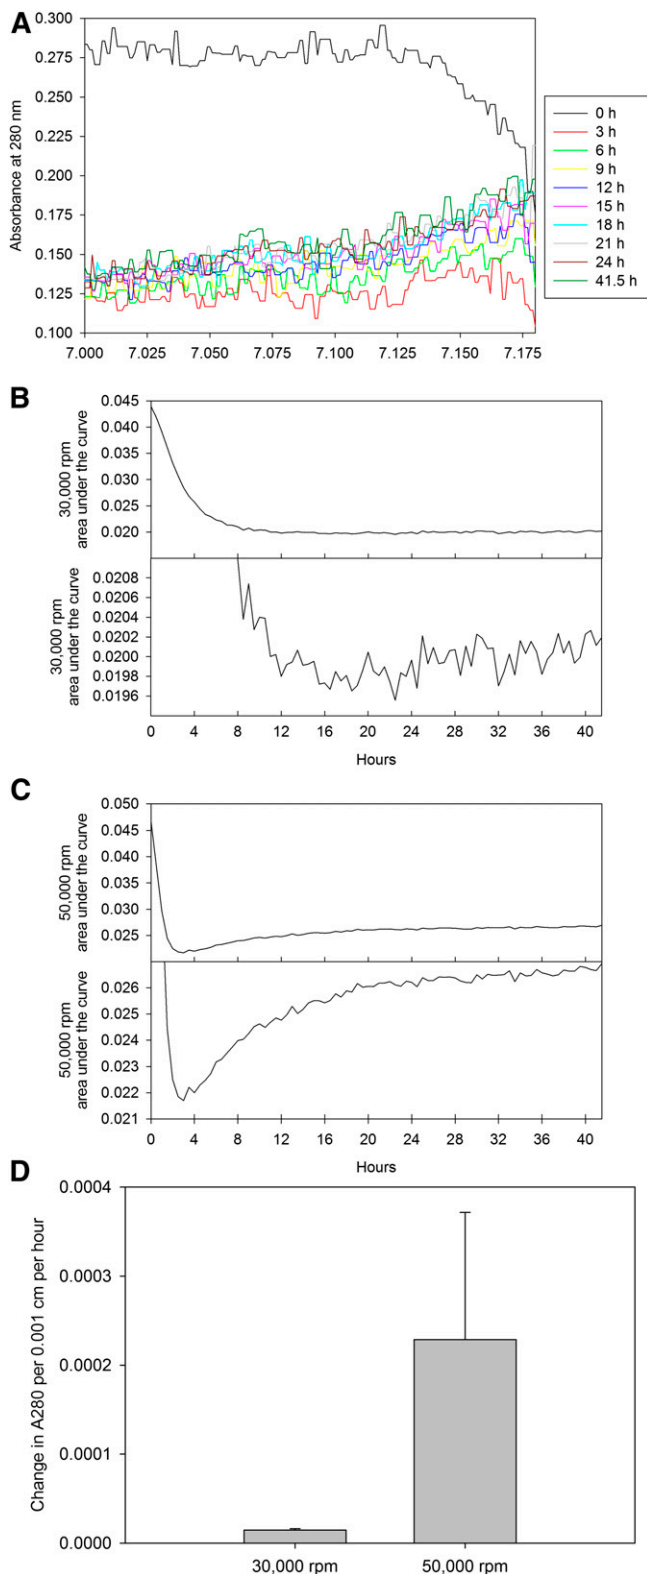 A
0.300
0.275
0.250
0.225
0.200
0.175
0.150
0.125
0.100
Absorbance at 280 nm
7.000 7.025 7.050 7.075 7.100 7.125 7.150 7.175
0 h
3 h
6 h
9 h
12 h
15 h
18 h
21 h
24 h
41.5 h
B
0.045
0.040
0.035
0.030
0.025
0.020
30,000 rpm
area under the curve
0.0208
0.0206
0.0204
0.0202
0.0200
0.0198
0.0196
30,000 rpm
area under the curve
0 4 8 12 16 20 24 28 32 36 40
Hours
C
0.050
0.045
0.040
0.035
0.030
0.025
50,000 rpm
area under the curve
0.026
0.025
0.024
0.023
0.022
0.021
50,000 rpm
area under the curve
0 4 8 12 16 20 24 28 32 36 40
Hours
D
0.0004
0.0003
0.0002
0.0001
0.0000
Change in A280 per 0.001 cm per hour
30,000 rpm 50,000 rpm